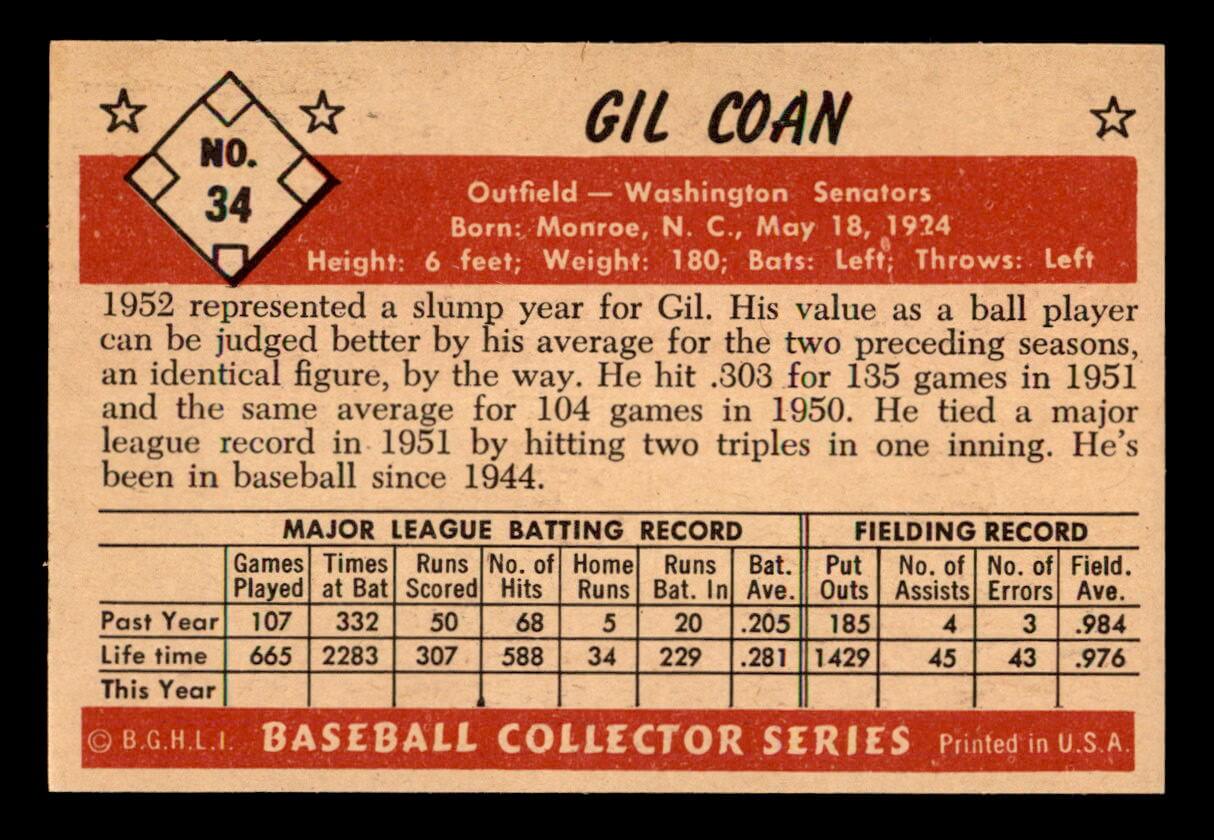 NO.
34
GIL COAN
Outfield — Washington Senators
Born: Monroe, N. C., May 18, 1924
Height: 6 feet; Weight: 180; Bats: Left; Throws: Left
1952 represented a slump year for Gil. His value as a ball player
can be judged better by his average for the two preceding seasons,
an identical figure, by the way. He hit .303 for 135 games in 1951
and the same average for 104 games in 1950. He tied a major
league record in 1951 by hitting two triples in one inning. He's
been in baseball since 1944.
MAJOR LEAGUE BATTING RECORD FIELDING RECORD
Games Times Runs No. of Home Runs Bat. Put No. of No. of Field.
Played at Bat Scored Hits Runs Bat. In Ave. Outs Assists Errors Ave.
Past Year 107 332 50 68 5 20 .205 185 4 3 .984
Life time 665 2283 307 588 34 229 .281 1429 45 43 .976
This Year
© B.G.H.L.I. BASEBALL COLLECTOR SERIES Printed in U.S.A.